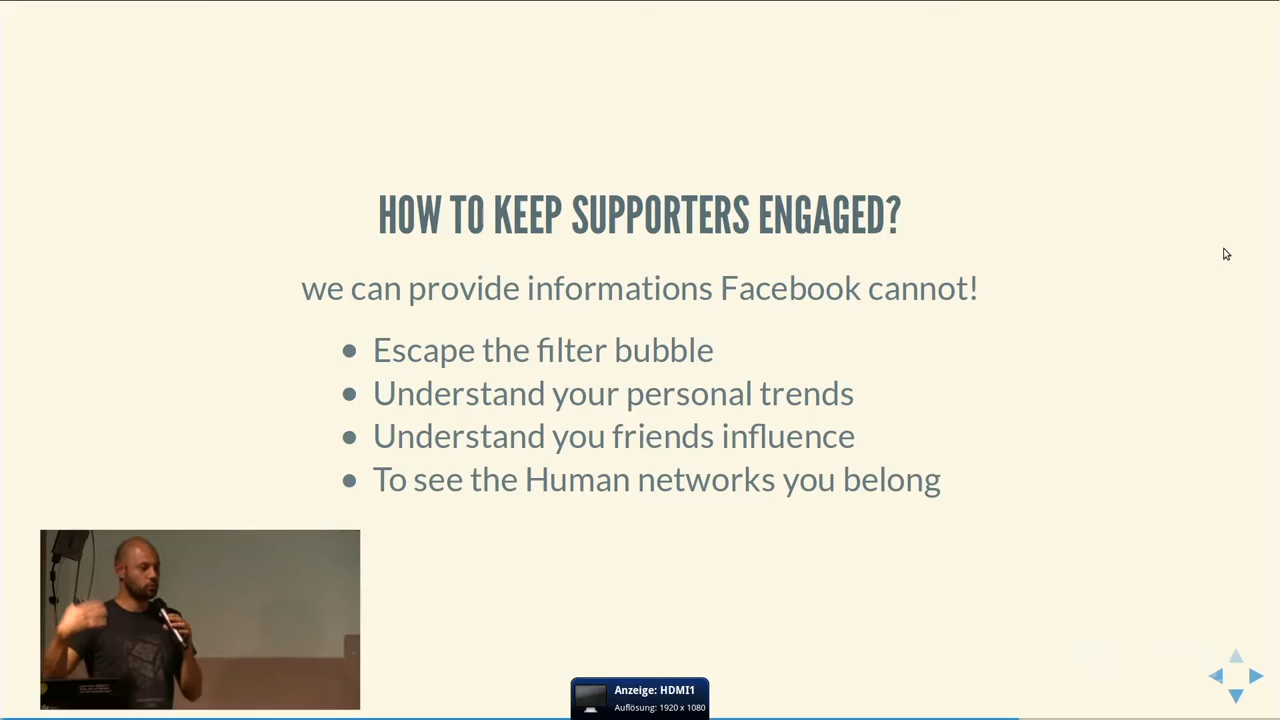 HOW TO KEEP SUPPORTERS ENGAGED?
we can provide informations Facebook cannot!
Escape the filter bubble
Understand your personal trends
Understand you friends influence
To see the Human networks you belong
Anzeige: HDMI1
Auflösung: 1920 x 1080